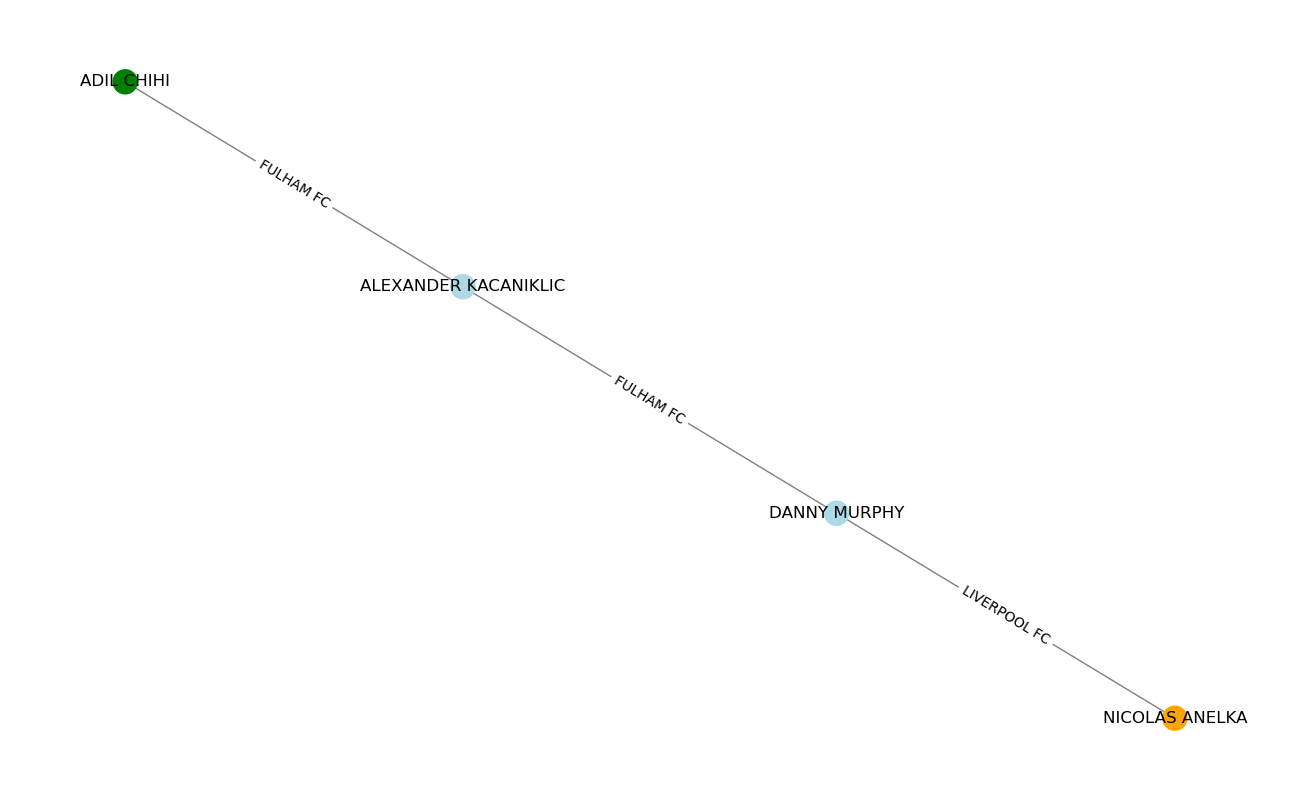 ADIL CHIHI
FULHAM FC
ALEXANDER KACANIKLIC
FULHAM FC
DANNY MURPHY
LIVERPOOL FC
NICOLAS ANELKA